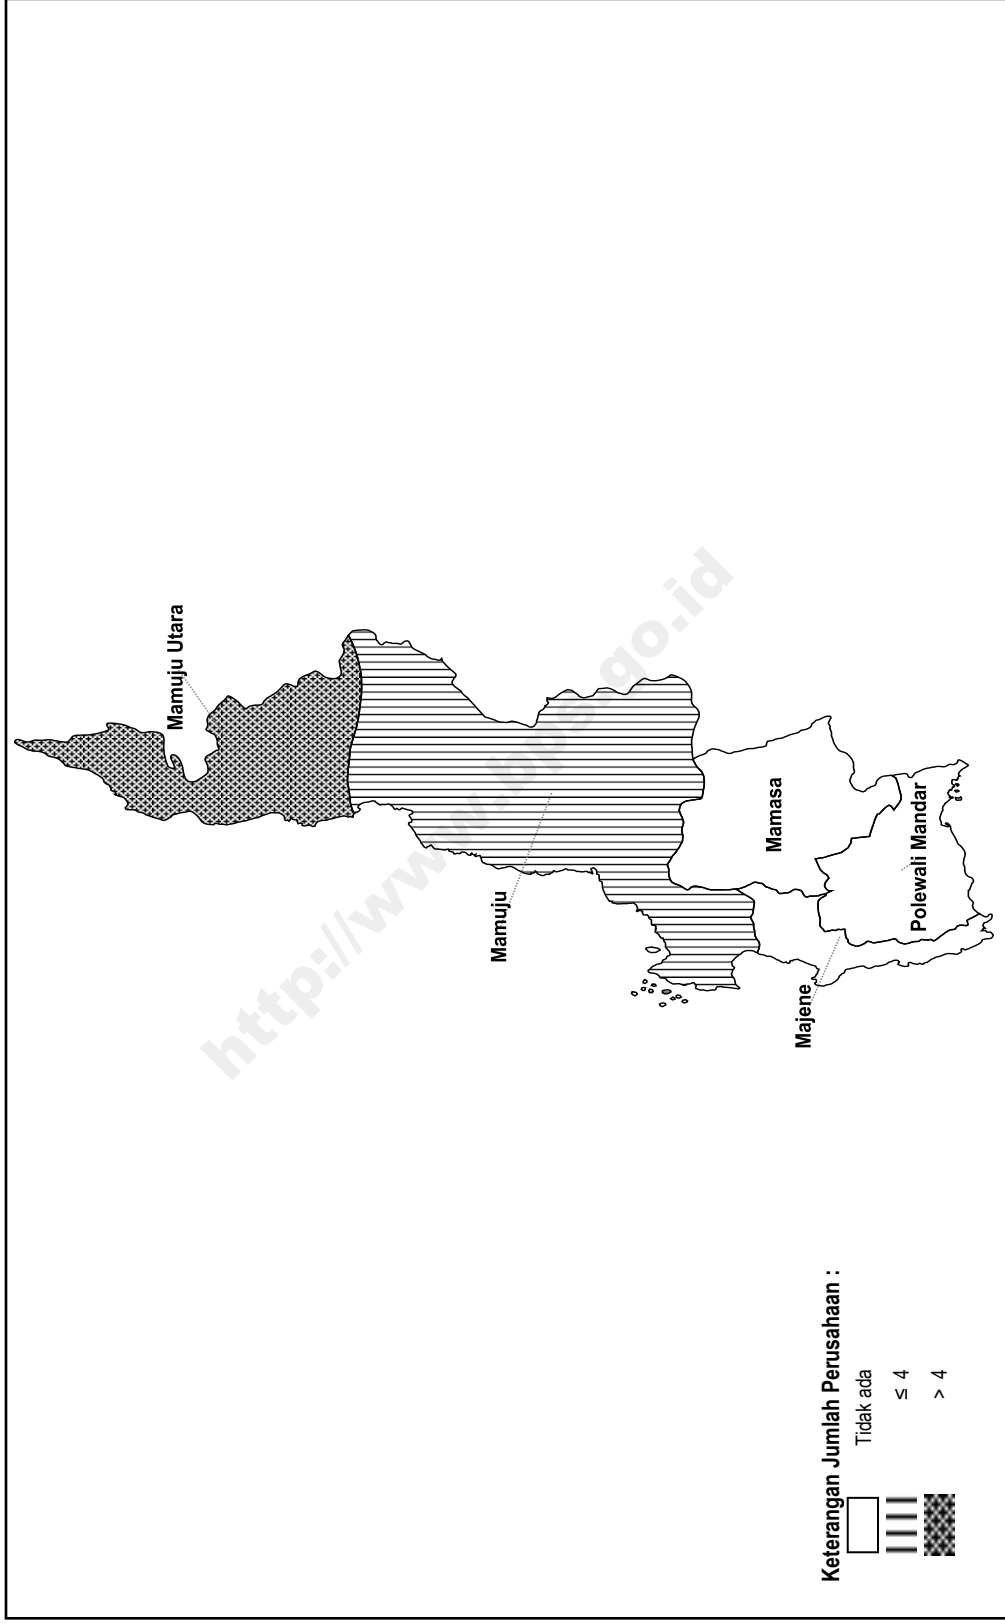 Mamuju Utara
Mamuju
Mamasa
Polewali Mandar
Majene
Keterangan Jumlah Perusahaan :
Tidak ada
≤ 4
> 4
http://www.bps.go.id